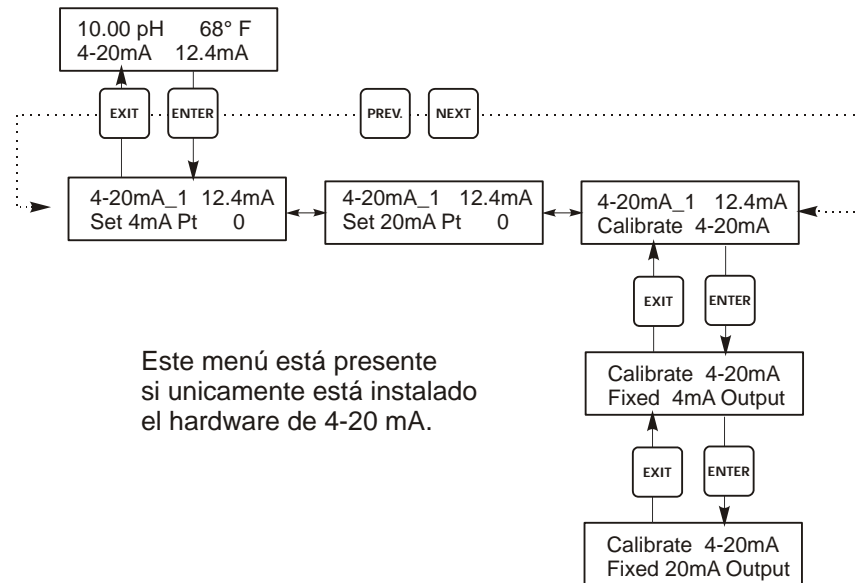 10.00 pH 68° F
4-20mA 12.4mA
EXIT
ENTER
PREV.
NEXT
4-20mA_1 12.4mA
Set 4mA Pt 0
4-20mA_1 12.4mA
Set 20mA Pt 0
4-20mA_1 12.4mA
Calibrate 4-20mA
EXIT
ENTER
Este menú está presente
si unicamente está instalado
el hardware de 4-20 mA.
Calibrate 4-20mA
Fixed 4mA Output
EXIT
ENTER
Calibrate 4-20mA
Fixed 20mA Output